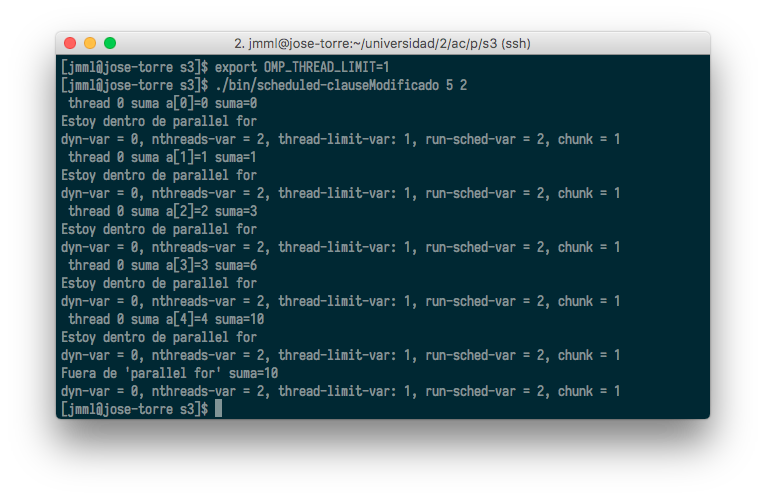 2. jmml@jose-torre:~/universidad/2/ac/p/s3 (ssh)
[jmml@jose-torre s3]$ export OMP_THREAD_LIMIT=1
[jmml@jose-torre s3]$ ./bin/scheduled-clauseModificado 5 2
 thread 0 suma a[0]=0 suma=0
Estoy dentro de parallel for
dyn-var = 0, nthreads-var = 2, thread-limit-var: 1, run-sched-var = 2, chunk = 1
 thread 0 suma a[1]=1 suma=1
Estoy dentro de parallel for
dyn-var = 0, nthreads-var = 2, thread-limit-var: 1, run-sched-var = 2, chunk = 1
 thread 0 suma a[2]=2 suma=3
Estoy dentro de parallel for
dyn-var = 0, nthreads-var = 2, thread-limit-var: 1, run-sched-var = 2, chunk = 1
 thread 0 suma a[3]=3 suma=6
Estoy dentro de parallel for
dyn-var = 0, nthreads-var = 2, thread-limit-var: 1, run-sched-var = 2, chunk = 1
 thread 0 suma a[4]=4 suma=10
Estoy dentro de parallel for
dyn-var = 0, nthreads-var = 2, thread-limit-var: 1, run-sched-var = 2, chunk = 1
Fuera de 'parallel for' suma=10
dyn-var = 0, nthreads-var = 2, thread-limit-var: 1, run-sched-var = 2, chunk = 1
[jmml@jose-torre s3]$